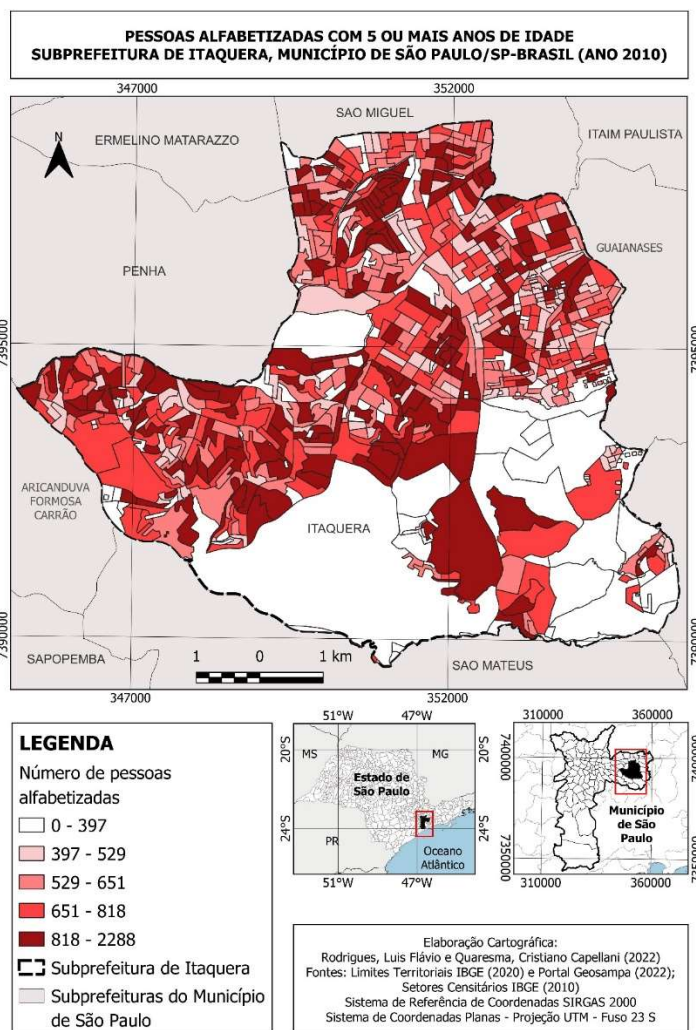 PESSOAS ALFABETIZADAS COM 5 OU MAIS ANOS DE IDADE
SUBPREFEITURA DE ITAQUERA, MUNICÍPIO DE SÃO PAULO/SP-BRASIL (ANO 2010)
347000
352000
SAO MIGUEL
ERMELINO MATARAZZO
ITAIM PAULISTA
N
GUAIANASES
PENHA
7395000
7395000
ARICANDUVA
FORMOSA
CARRÃO
ITAQUERA
7390000
7390000
SAPOPEMBA
1 0 1 km
SAO MATEUS
347000
352000
LEGENDA
Número de pessoas
alfabetizadas
0 - 397
397 - 529
529 - 651
651 - 818
818 - 2288
Subprefeitura de Itaquera
Subprefeituras do Município
de São Paulo
51°W
47°W
20°S
20°S
MS
MG
Estado de
São Paulo
24°S
24°S
PR
Oceano
Atlântico
51°W
47°W
310000
360000
7400000
7400000
Município
de São
Paulo
7350000
7350000
310000
360000
Elaboração Cartográfica:
Rodrigues, Luis Flávio e Quaresma, Cristiano Capellani (2022)
Fontes: Limites Territoriais IBGE (2020) e Portal Geosampa (2022);
Setores Censitários IBGE (2010)
Sistema de Referência de Coordenadas SIRGAS 2000
Sistema de Coordenadas Planas - Projeção UTM - Fuso 23 S